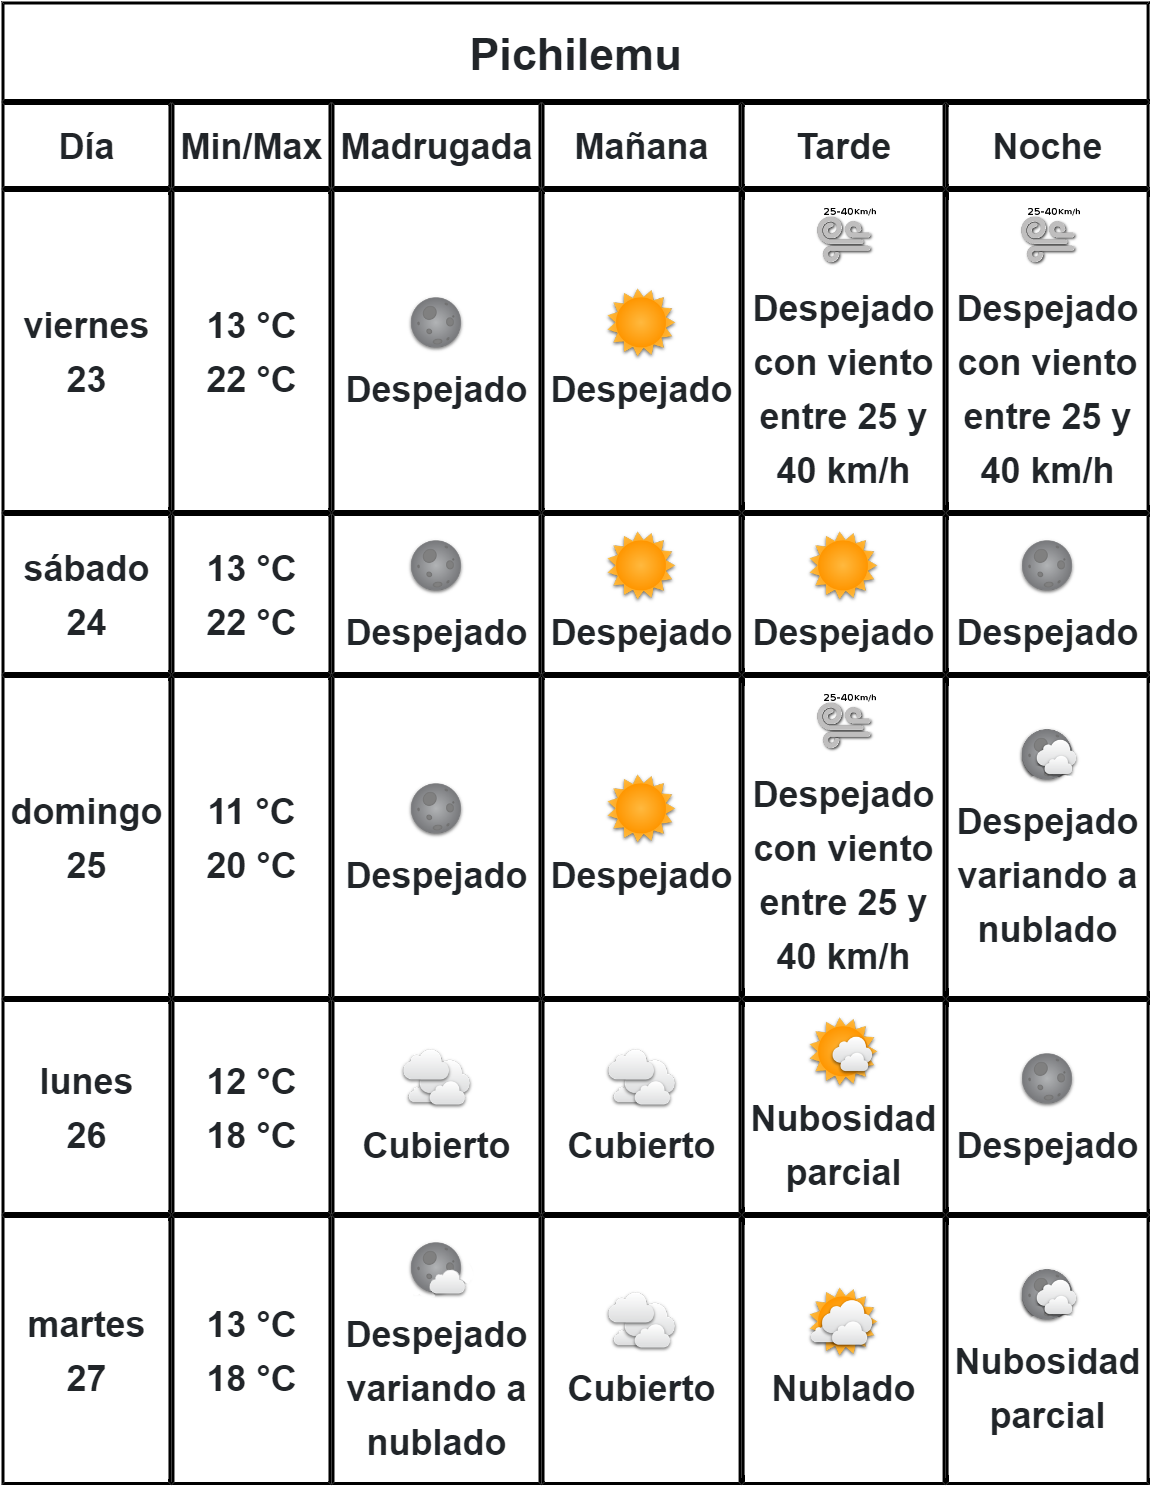 Pichilemu
Día Min/Max Madrugada Mañana Tarde Noche
viernes
23
13 °C
22 °C
Despejado
Despejado
25-40Km/h
Despejado
con viento
entre 25 y
40 km/h
25-40Km/h
Despejado
con viento
entre 25 y
40 km/h
sábado
24
13 °C
22 °C
Despejado
Despejado
Despejado
Despejado
domingo
25
11 °C
20 °C
Despejado
Despejado
25-40Km/h
Despejado
con viento
entre 25 y
40 km/h
Despejado
variando a
nublado
lunes
26
12 °C
18 °C
Cubierto
Cubierto
Nubosidad
parcial
Despejado
martes
27
13 °C
18 °C
Despejado
variando a
nublado
Cubierto
Nublado
Nubosidad
parcial